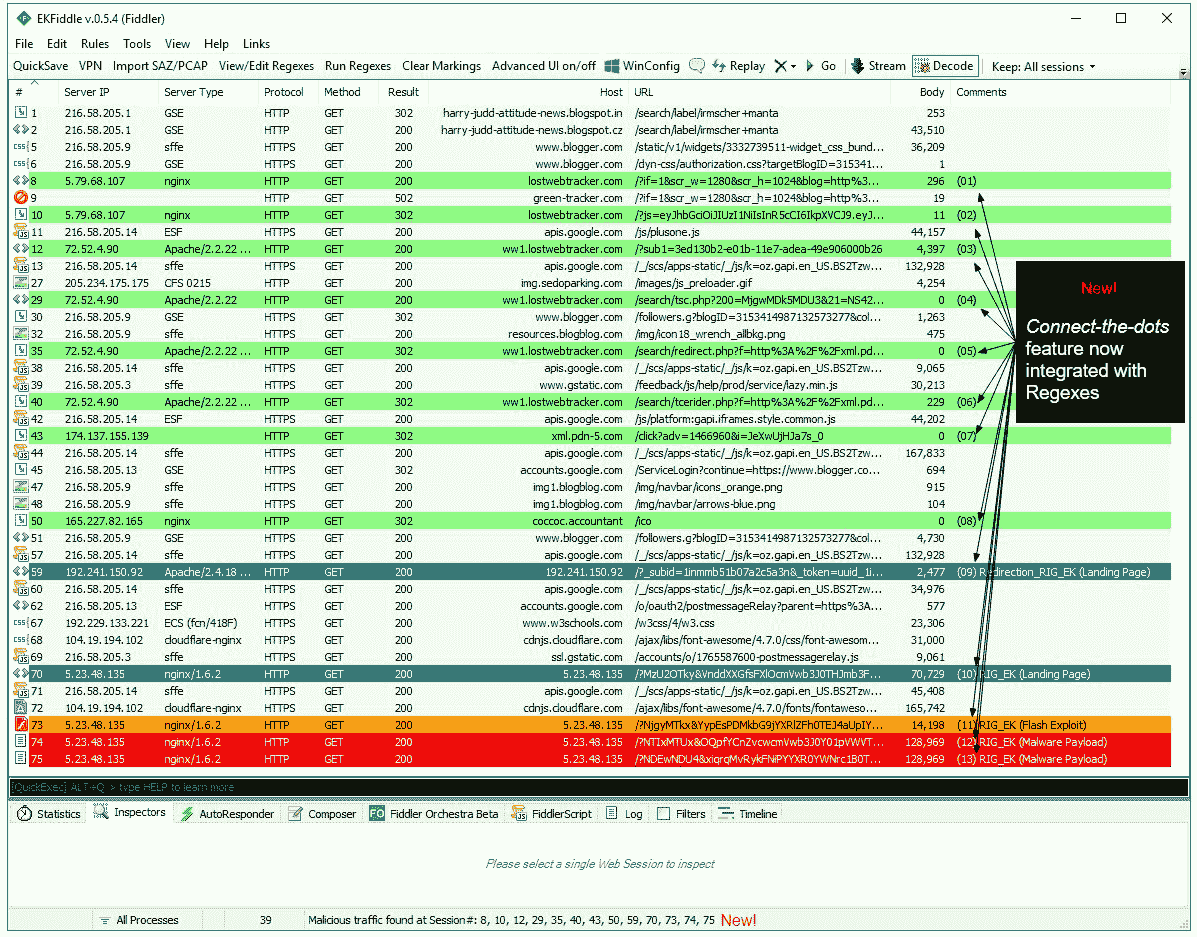 EKFiddle v.0.5.4 (Fiddler)
File Edit Rules Tools View Help Links
QuickSave VPN Import SAZ/PCAP View/Edit Regexes Run Regexes Clear Markings Advanced UI on/off WinConfig Replay Go Stream Decode Keep: All sessions
# Server IP Server Type Protocol Method Result Host URL Body Comments
1 216.58.205.1 GSE HTTP GET 302 harry-judd-attitude-news.blogspot.in /search/label/irmscher+manta 253
2 216.58.205.1 GSE HTTP GET 200 harry-judd-attitude-news.blogspot.cz /search/label/irmscher+manta 43,510
5 216.58.205.9 sffe HTTPS GET 200 www.blogger.com /static/v1/widgets/3332739511-widget_css_bund... 36,209
6 216.58.205.9 GSE HTTPS GET 200 www.blogger.com /dyn-css/authorization.css?targetBlogID=315341... 1
8 5.79.68.107 nginx HTTP GET 200 lostwebtracker.com /?if=1&scr_w=1280&scr_h=1024&blog=http%3... 296 (01)
9 HTTP GET 502 green-tracker.com /?if=1&scr_w=1280&scr_h=1024&blog=http%3... 19
10 5.79.68.107 nginx HTTP GET 302 lostwebtracker.com 11 (02)
11 216.58.205.14 ESF HTTPS GET 200 apis.google.com /js/plusone.js 44,157
12 72.52.4.90 Apache/2.2.22 ... HTTP GET 200 ww1.lostwebtracker.com /?sub1=3ed130b2-e01b-11e7-adea-49e906000b26 4,397 (03)
13 216.58.205.14 sffe HTTPS GET 200 apis.google.com /_/scs/apps-static/_/js/k=oz.gapi.en_US.BS2Tzw... 132,928
27 205.234.175.175 CFS 0215 HTTP GET 200 img.sedoparking.com /images/js_preloader.gif 4,254
29 72.52.4.90 Apache/2.2.22 HTTP GET 200 ww1.lostwebtracker.com /search/tsc.php?200=MjgwMDk5MDU3&21=NS42... 0 (04)
30 216.58.205.9 GSE HTTPS GET 302 www.blogger.com /followers.g?blogID=3153414987132573277&col... 1,263
32 216.58.205.9 sffe HTTPS GET 200 resources.blogblog.com /img/icon18_wrench_allbkg.png 475
35 72.52.4.90 Apache/2.2.22 ... HTTP GET 302 ww1.lostwebtracker.com /search/redirect.php?f=http%3A%2F%2Fxml.pd... 0 (05)
38 216.58.205.14 sffe HTTPS GET 200 apis.google.com /_/scs/apps-static/_/js/k=oz.gapi.en_US.BS2Tzw... 9,065
39 216.58.205.3 sffe HTTPS GET 200 www.gstatic.com /feedback/js/help/prod/service/lazy.min.js 30,213
40 72.52.4.90 Apache/2.2.22 ... HTTP GET 302 ww1.lostwebtracker.com /search/tcerider.php?f=http%3A%2F%2Fxml.pd... 229 (06)
42 216.58.205.14 ESF HTTPS GET 200 apis.google.com /js/platform:gapi.iframes.style.common.js 44,202
43 174.137.155.139 HTTP GET 302 xml.pdn-5.com /click?adv=1466960&i=JeXwUjHJa7s_0 0 (07)
44 216.58.205.14 sffe HTTPS GET 200 apis.google.com /_/scs/apps-static/_/js/k=oz.gapi.en_US.BS2Tzw... 167,833
45 216.58.205.13 GSE HTTPS GET 302 accounts.google.com /ServiceLogin?continue=https://www.blogger.co... 694
47 216.58.205.9 sffe HTTPS GET 200 img1.blogblog.com /img/navbar/icons_orange.png 915
48 216.58.205.9 sffe HTTPS GET 200 img1.blogblog.com /img/navbar/arrows-blue.png 104
50 165.227.82.165 nginx HTTP GET 302 coccoc.accountant /ico 0 (08)
51 216.58.205.9 GSE HTTPS GET 200 www.blogger.com /followers.g?blogID=3153414987132573277&col... 4,730
57 216.58.205.14 sffe HTTPS GET 200 apis.google.com /_/scs/apps-static/_/js/k=oz.gapi.en_US.BS2Tzw... 132,928
59 192.241.150.92 Apache/2.4.18 ... HTTP GET 200 192.241.150.92 /?_subid=1inmmb51b07a2c5a3n&_token=uuid_1i... 2,477 (09) Redirection_RIG_EK (Landing Page)
60 216.58.205.14 sffe HTTPS GET 200 apis.google.com /_/scs/apps-static/_/js/k=oz.gapi.en_US.BS2Tzw... 34,976
62 216.58.205.13 ESF HTTPS GET 200 accounts.google.com /o/oauth2/postmessageRelay?parent=https%3A... 577
67 192.229.133.221 ECS (fcn/418F) HTTPS GET 200 www.w3schools.com /w3css/4/w3.css 23,306
68 104.19.194.102 cloudflare-nginx HTTPS GET 200 cdnjs.cloudflare.com /ajax/libs/font-awesome/4.7.0/css/font-awesom... 31,000
69 216.58.205.3 sffe HTTPS GET 200 ssl.gstatic.com /accounts/o/1765587600-postmessagerelay.js 9,061
70 5.23.48.135 nginx/1.6.2 HTTP GET 200 5.23.48.135 70,729 (10) RIG_EK (Landing Page)
71 216.58.205.14 sffe HTTPS GET 200 apis.google.com /_/scs/apps-static/_/js/k=oz.gapi.en_US.BS2Tzw... 45,408
72 104.19.194.102 cloudflare-nginx HTTPS GET 200 cdnjs.cloudflare.com /ajax/libs/font-awesome/4.7.0/fonts/fontaweso... 165,742
73 5.23.48.135 nginx/1.6.2 HTTP GET 200 5.23.48.135 14,198 (11) RIG_EK (Flash Exploit)
74 5.23.48.135 nginx/1.6.2 HTTP GET 200 5.23.48.135 128,969 (12) RIG_EK (Malware Payload)
75 5.23.48.135 nginx/1.6.2 HTTP GET 200 5.23.48.135 128,969 (13) RIG_EK (Malware Payload)
New!
Connect-the-dots
feature now
integrated with
Regexes
[QuickExec] ALT+Q > type HELP to learn more
Statistics Inspectors AutoResponder Composer FO Fiddler Orchestra Beta FiddlerScript Log Filters Timeline
Please select a single Web Session to inspect
All Processes 39 Malicious traffic found at Session#: 8, 10, 12, 29, 35, 40, 43, 50, 59, 70, 73, 74, 75 New!